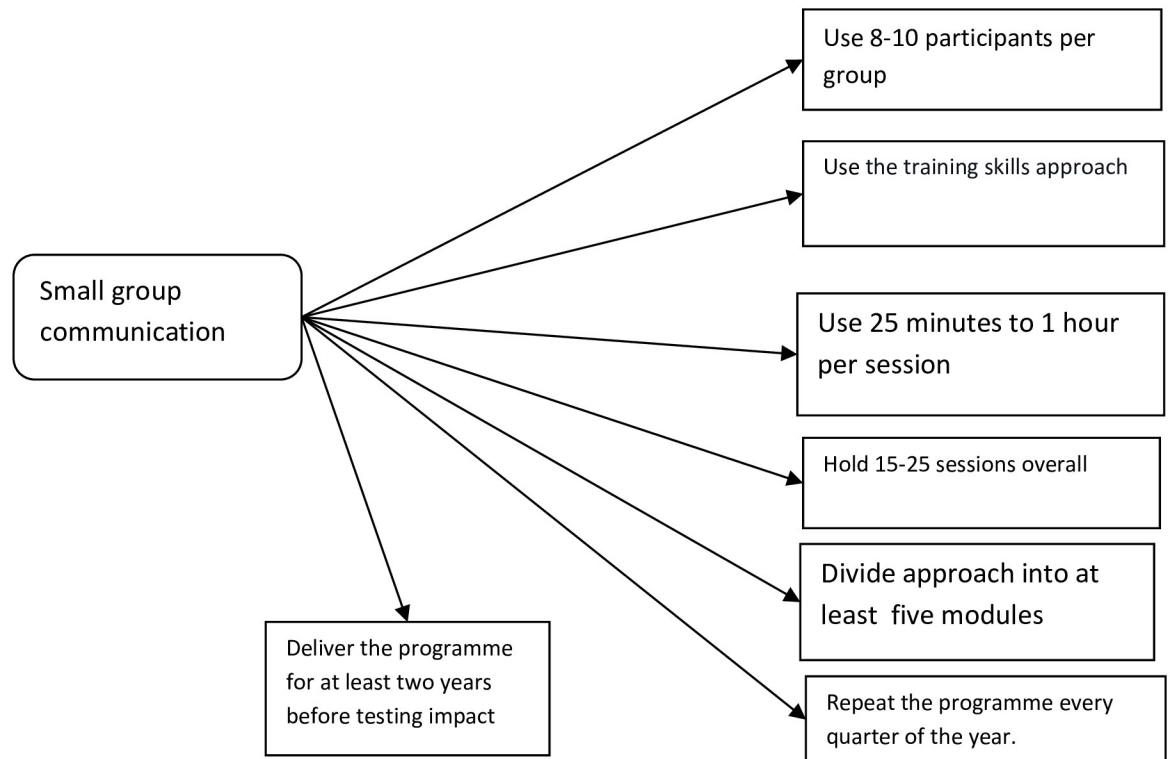 Use 8-10 participants per
group
Use the training skills approach
Small group
communication
Use 25 minutes to 1 hour
per session
Hold 15-25 sessions overall
Divide approach into at
least  five modules
Deliver the programme
for at least two years
before testing impact
Repeat the programme every
quarter of the year.